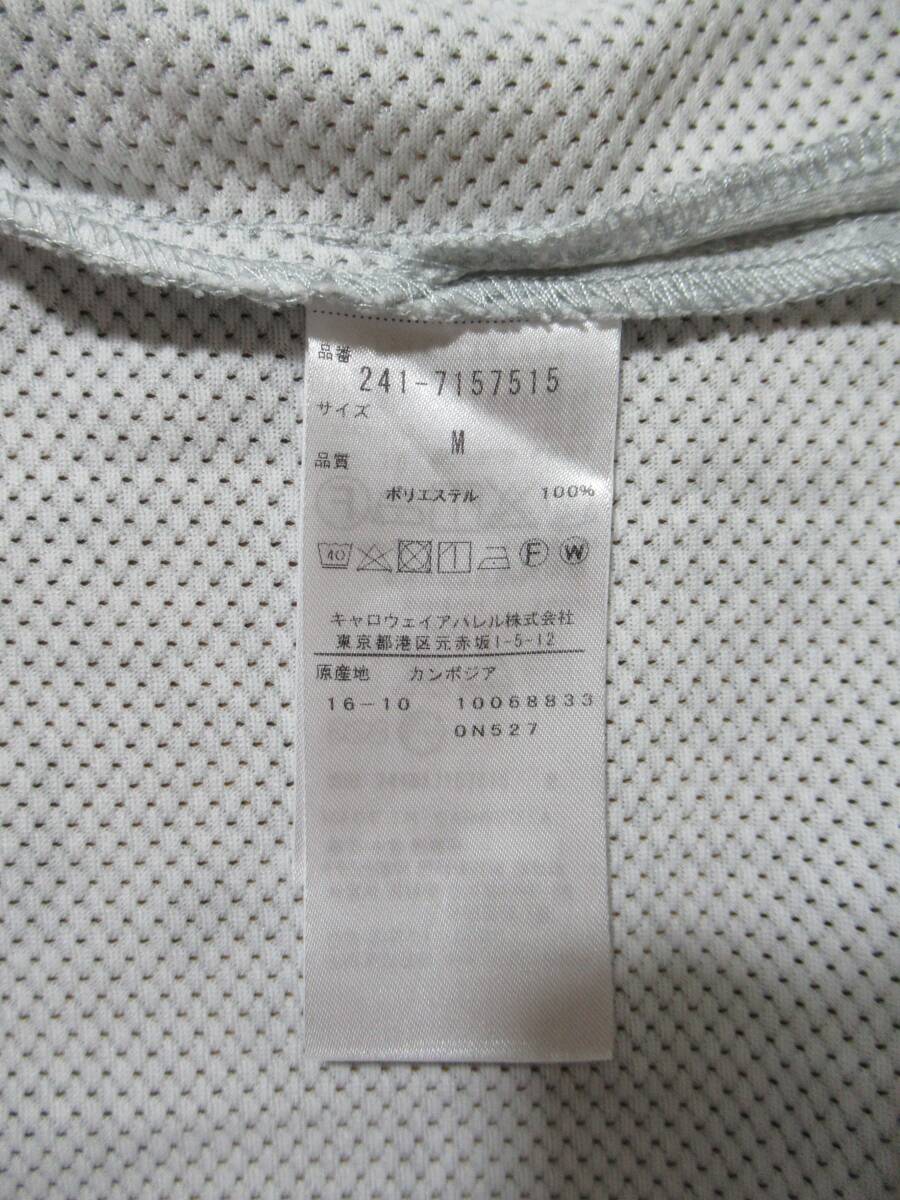 品番
241-7157515
サイズ
M
品質
ポリエステル 100%
40 F W
キャロウェイアパレル株式会社
東京都港区元赤坂1-5-12
原産地 カンボジア
16-10 10068833
0N527